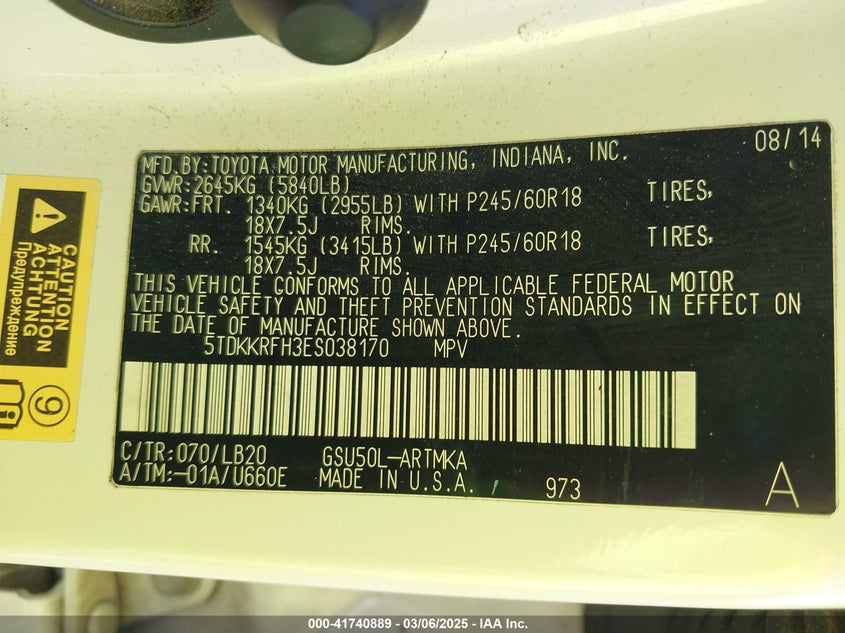 08/14
MFD.BY:TOYOTA MOTOR MANUFACTURING, INDIANA, INC.
GVWR:2645KG (5840LB)
GAWR:FRT. 1340KG (2955LB) WITH P245/60R18 TIRES,
18X7.5J RIMS.
RR. 1545KG (3415LB) WITH P245/60R18 TIRES,
18X7.5J RIMS.
THIS VEHICLE CONFORMS TO ALL APPLICABLE FEDERAL MOTOR
VEHICLE SAFETY AND THEFT PREVENTION STANDARDS IN EFFECT ON
THE DATE OF MANUFACTURE SHOWN ABOVE.
5TDKKRFH3ES038170 MPV
C/TR:070/LB20 GSU50L-ARTMKA
A/TM:-01A/U660E MADE IN U.S.A. 973 A
CAUTION
ATTENTION
ACHTUNG
Предупреждение
9
000-41740889 - 03/06/2025 - IAA Inc.